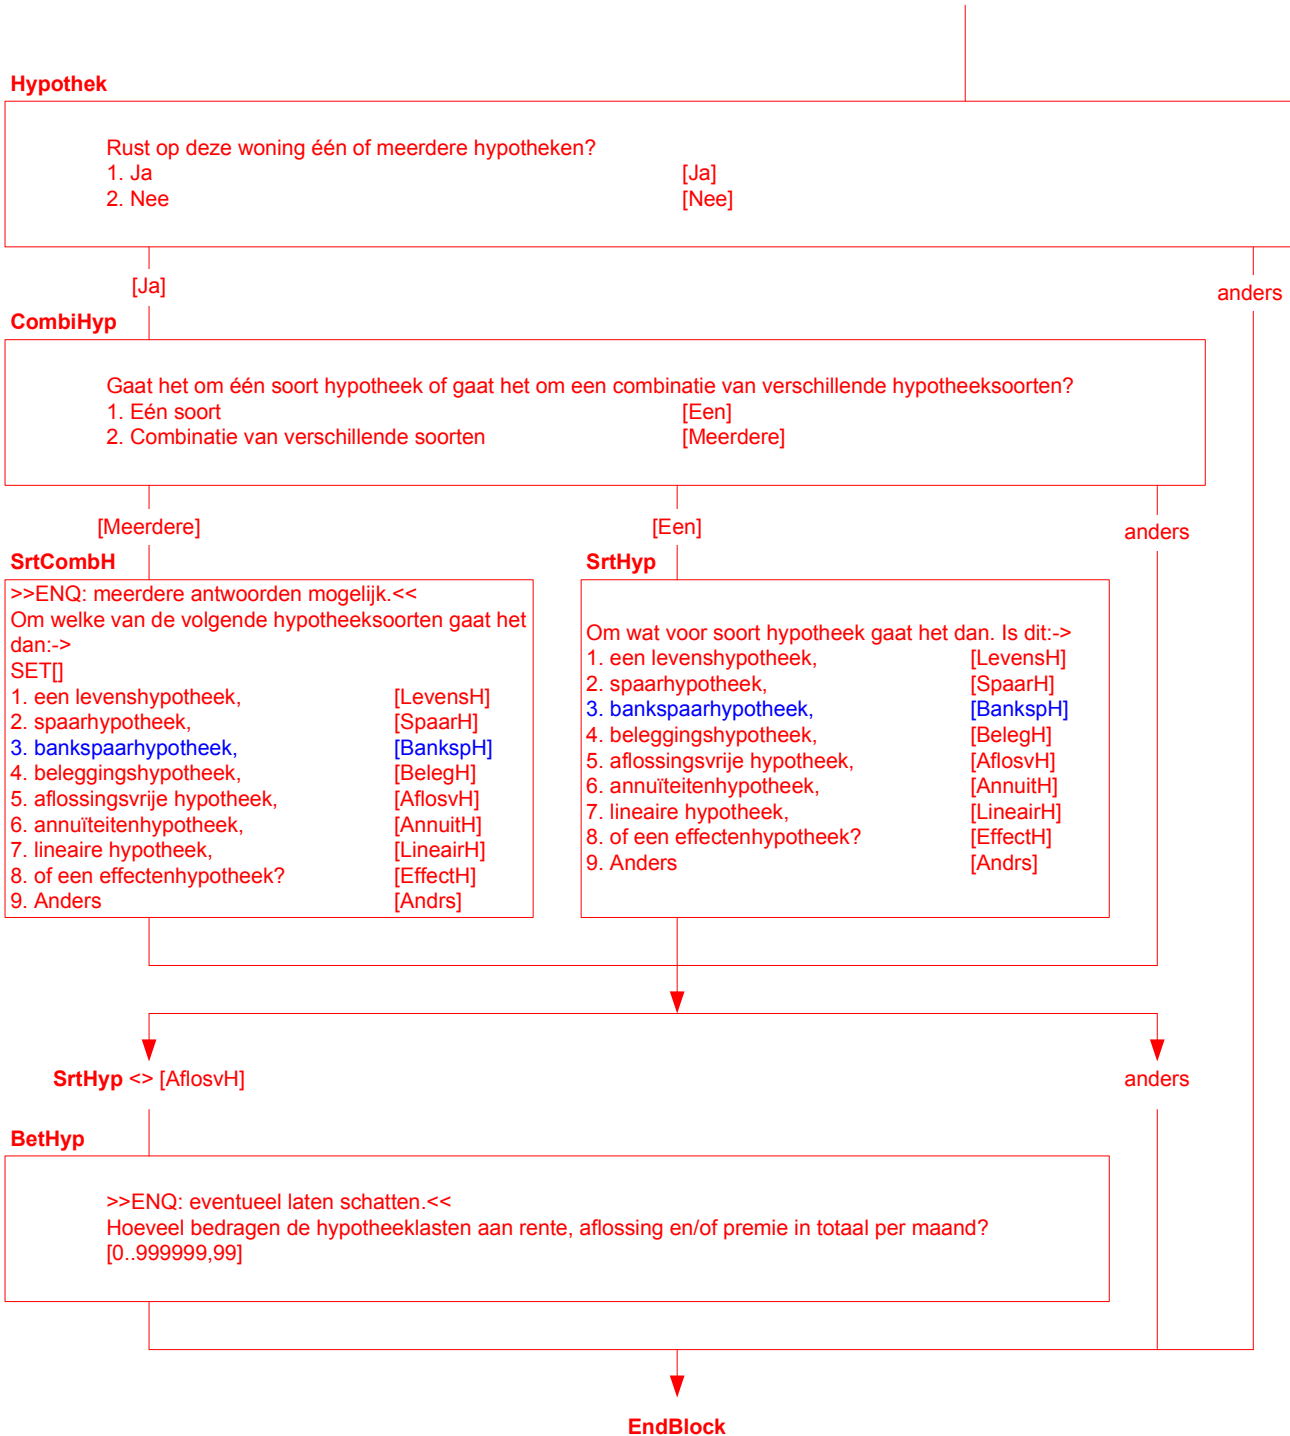 Hypothek
Rust op deze woning één of meerdere hypotheken?
1. Ja [Ja]
2. Nee [Nee]
[Ja]
anders
CombiHyp
Gaat het om één soort hypotheek of gaat het om een combinatie van verschillende hypotheeksoorten?
1. Eén soort [Een]
2. Combinatie van verschillende soorten [Meerdere]
[Meerdere]
[Een]
anders
SrtCombH
>>ENQ: meerdere antwoorden mogelijk.<<
Om welke van de volgende hypotheeksoorten gaat het
dan:->
SET[]
1. een levenshypotheek, [LevensH]
2. spaarhypotheek, [SpaarH]
3. bankspaarhypotheek, [BankspH]
4. beleggingshypotheek, [BelegH]
5. aflossingsvrije hypotheek, [AflosvH]
6. annuïteitenhypotheek, [AnnuitH]
7. lineaire hypotheek, [LineairH]
8. of een effectenhypotheek? [EffectH]
9. Anders [Andrs]
SrtHyp
Om wat voor soort hypotheek gaat het dan. Is dit:->
1. een levenshypotheek, [LevensH]
2. spaarhypotheek, [SpaarH]
3. bankspaarhypotheek, [BankspH]
4. beleggingshypotheek, [BelegH]
5. aflossingsvrije hypotheek, [AflosvH]
6. annuïteitenhypotheek, [AnnuitH]
7. lineaire hypotheek, [LineairH]
8. of een effectenhypotheek? [EffectH]
9. Anders [Andrs]
SrtHyp <> [AflosvH]
anders
BetHyp
>>ENQ: eventueel laten schatten.<<
Hoeveel bedragen de hypotheeklasten aan rente, aflossing en/of premie in totaal per maand?
[0..999999,99]
EndBlock